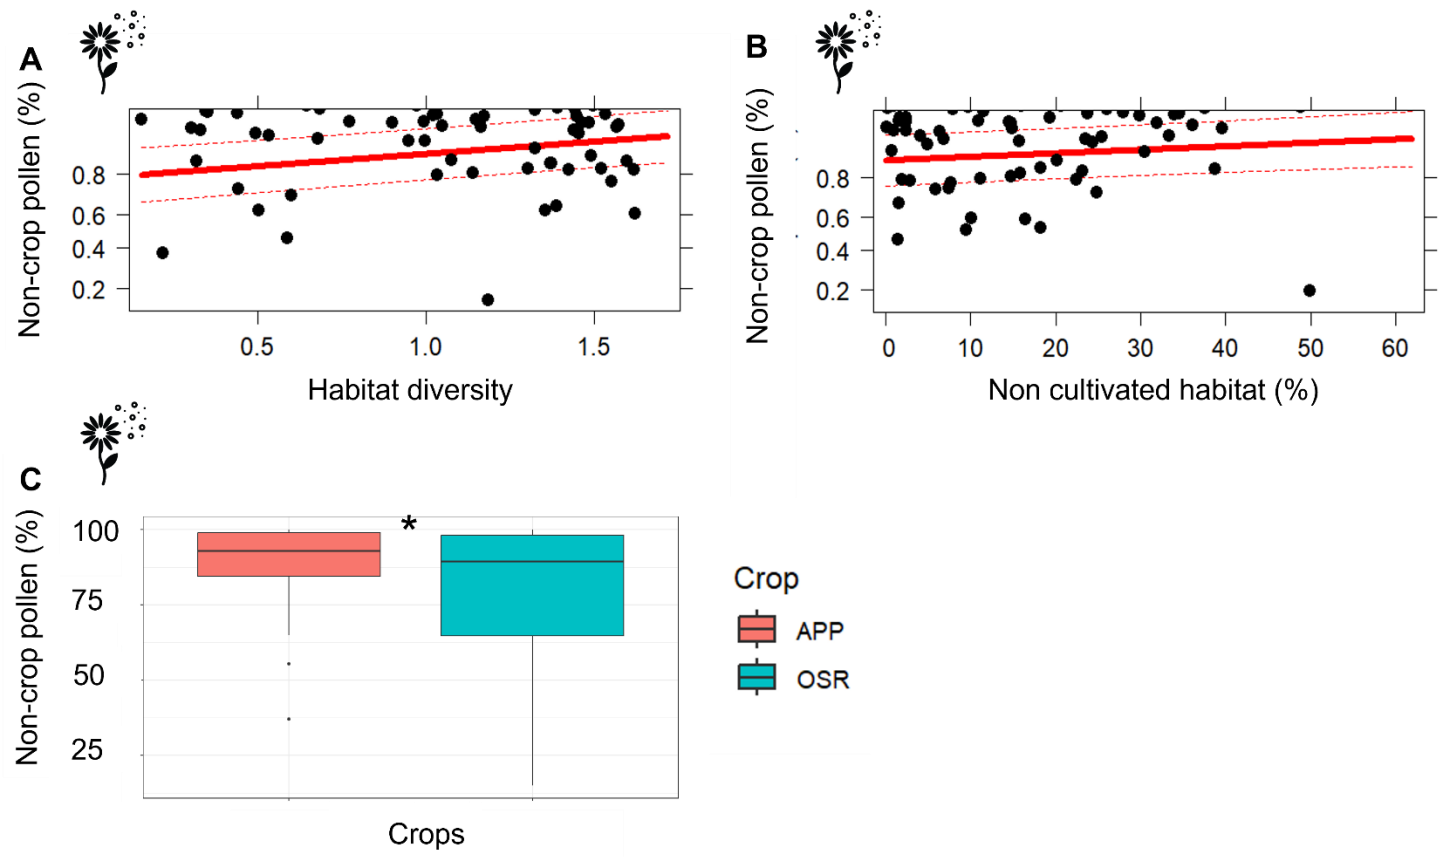 A
Non-crop pollen (%)
0.8
0.6
0.4
0.2
0.5 1.0 1.5
Habitat diversity
B
Non-crop pollen (%)
0.8
0.6
0.4
0.2
0 10 20 30 40 50 60
Non cultivated habitat (%)
C
Non-crop pollen (%)
100
75
50
25
*
Crops
Crop
APP
OSR